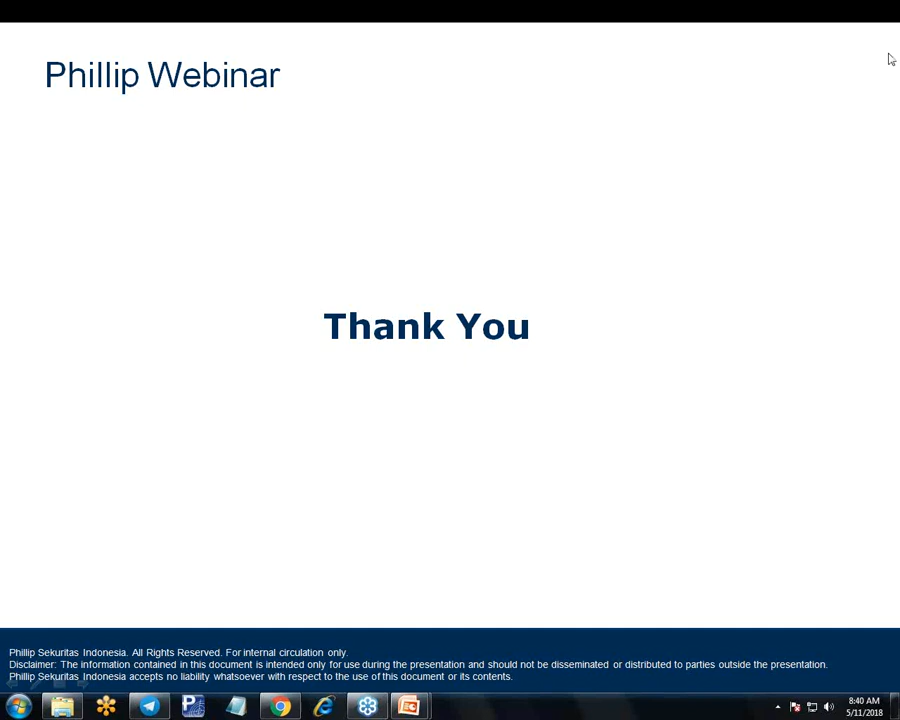 Phillip Webinar
Thank You
Phillip Sekuritas Indonesia. All Rights Reserved. For internal circulation only.
Disclaimer: The information contained in this document is intended only for use during the presentation and should not be disseminated or distributed to parties outside the presentation.
Phillip Sekuritas Indonesia accepts no liability whatsoever with respect to the use of this document or its contents.
8:40 AM
5/11/2018